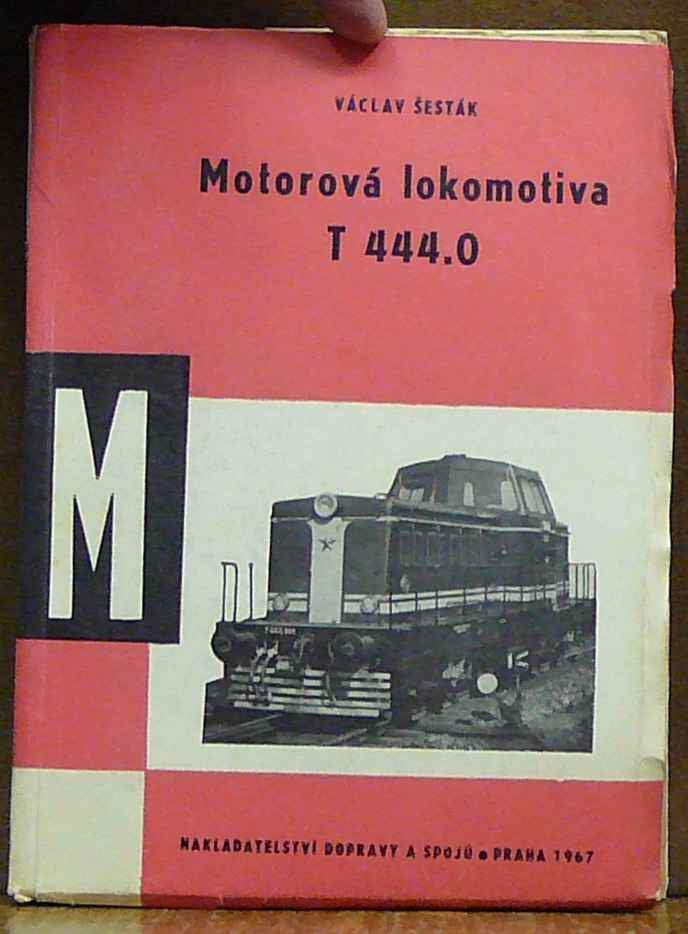 VÁCLAV ŠESTÁK
Motorová lokomotiva
T 444.0
M
NAKLADATELSTVÍ DOPRAVY A SPOJŮ • PRAHA 1967